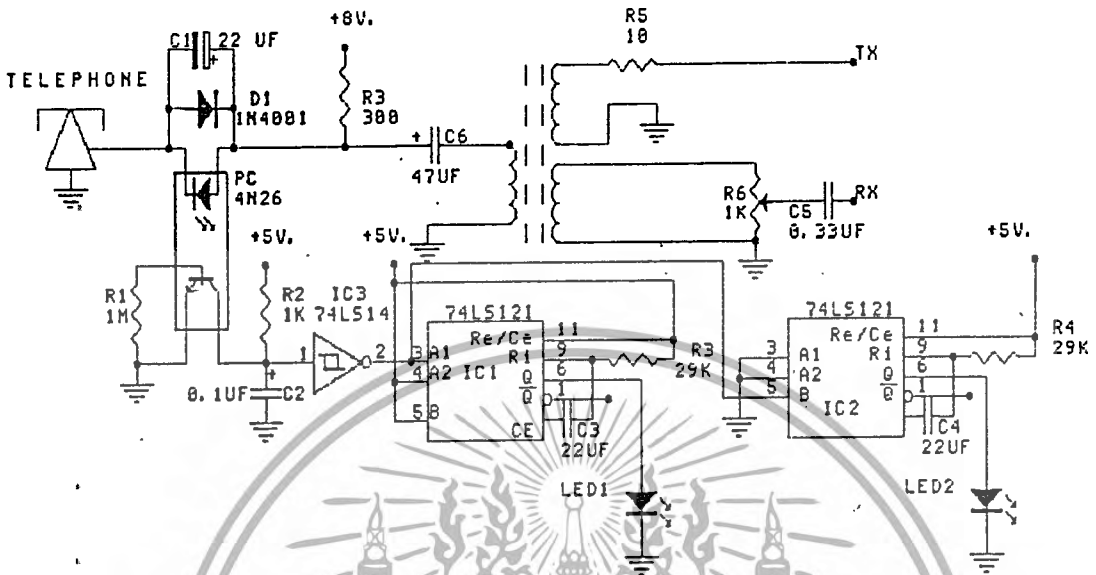 +8V.
R5
10
TX
C1 22 UF
TELEPHONE
D1
1N4001
R3
300
+ C6
47UF
PC
4N26
R6
1K
C5
0.33UF
RX
+5V.
+5V.
+5V.
R1
1M
R2
1K
IC3
74LS14
1
2
+
0.1UF
C2
74LS121
Re/Ce
11
3
A1
R1
9
4
A2
IC1
Q
6
Q
1
5
B
CE
R3
29K
C3
22UF
LED1
74LS121
Re/Ce
11
3
A1
R1
9
4
A2
Q
6
5
B
Q
1
IC2
R4
29K
C4
22UF
LED2